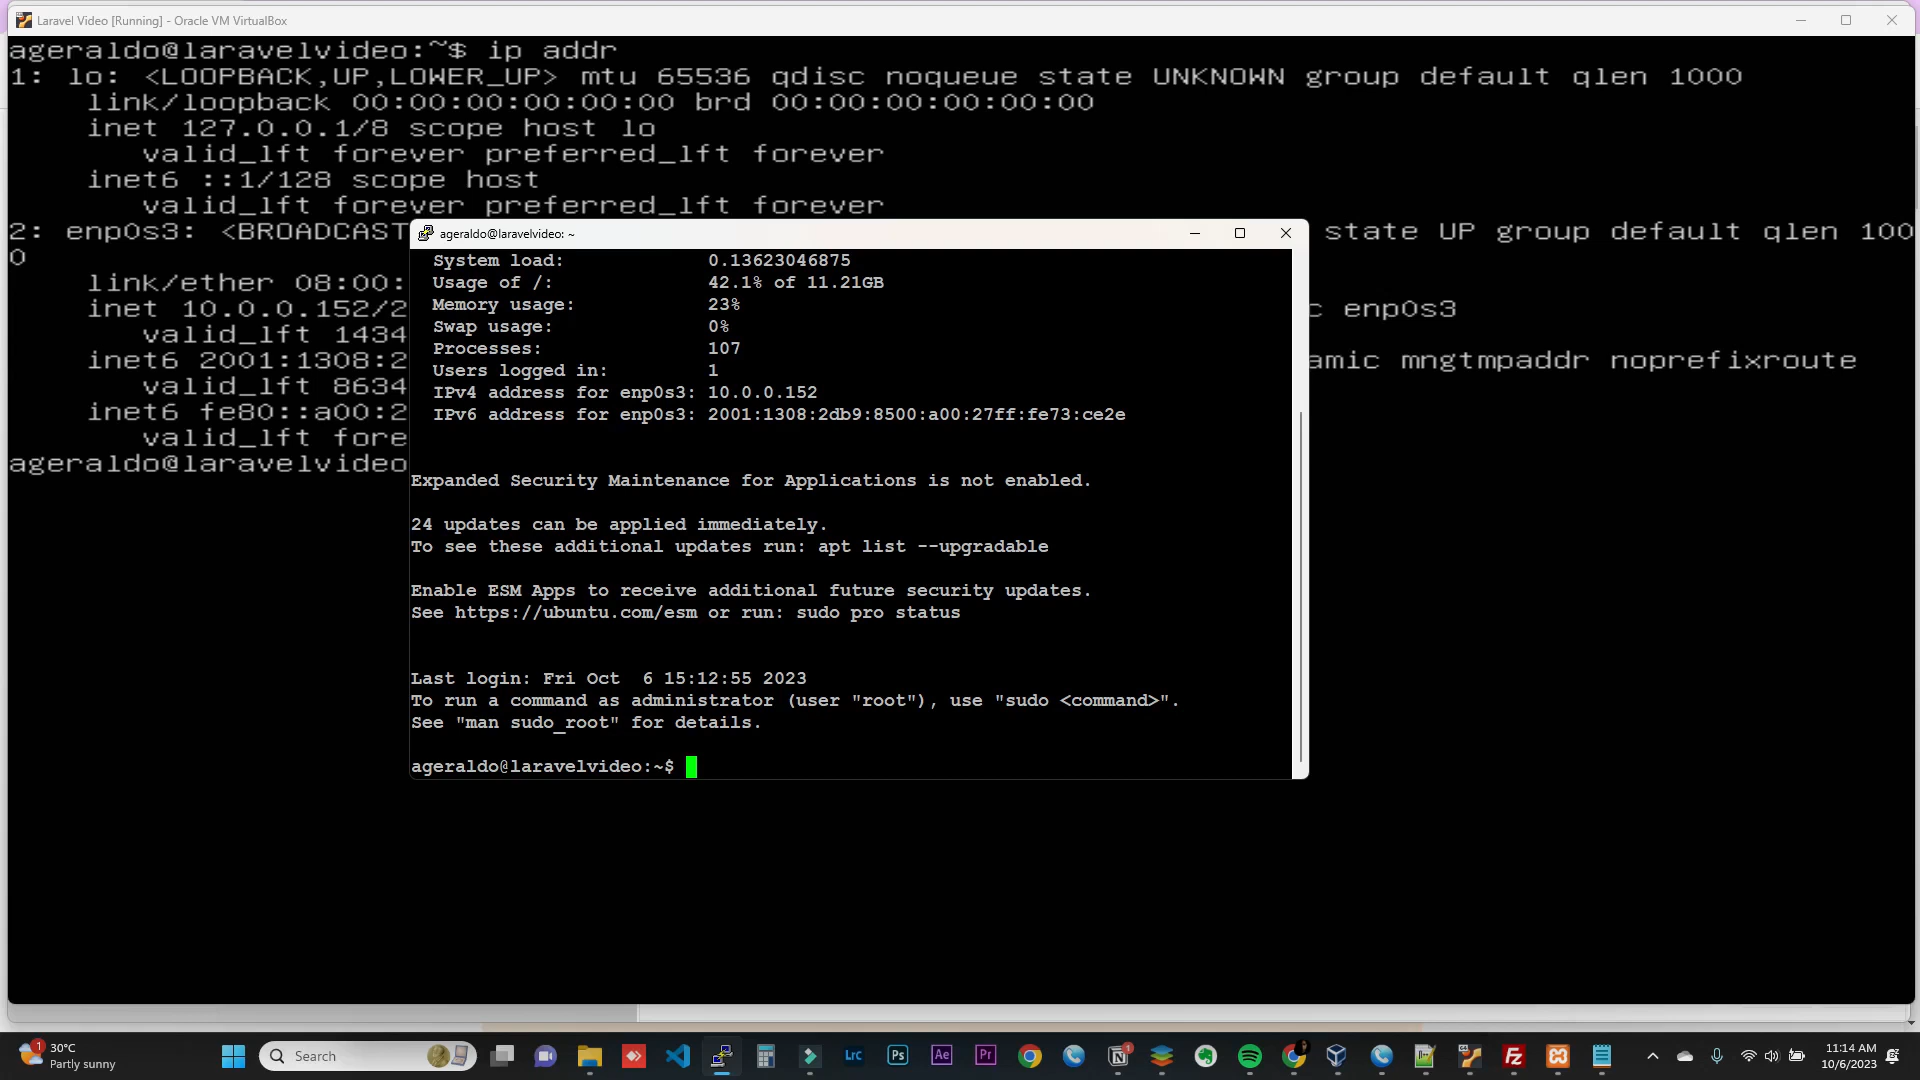 Laravel Video [Running] - Oracle VM VirtualBox
ageraldo@laravelvideo:~$ ip addr
1: lo: <LOOPBACK,UP,LOWER_UP> mtu 65536 qdisc noqueue state UNKNOWN group default qlen 1000
link/loopback 00:00:00:00:00:00 brd 00:00:00:00:00:00
inet 127.0.0.1/8 scope host lo
valid_lft forever preferred_lft forever
inet6 ::1/128 scope host
valid_lft forever preferred_lft forever
2: enp0s3: <BROADCAST state UP group default qlen 100
0
link/ether 08:00:
inet 10.0.0.152/2 c enp0s3
valid_lft 1434
inet6 2001:1308:2 amic mngtmpaddr noprefixroute
valid_lft 8634
inet6 fe80::a00:2
valid_lft fore
ageraldo@laravelvideo
ageraldo@laravelvideo: ~
System load: 0.13623046875
Usage of /: 42.1% of 11.21GB
Memory usage: 23%
Swap usage: 0%
Processes: 107
Users logged in: 1
IPv4 address for enp0s3: 10.0.0.152
IPv6 address for enp0s3: 2001:1308:2db9:8500:a00:27ff:fe73:ce2e
Expanded Security Maintenance for Applications is not enabled.
24 updates can be applied immediately.
To see these additional updates run: apt list --upgradable
Enable ESM Apps to receive additional future security updates.
See https://ubuntu.com/esm or run: sudo pro status
Last login: Fri Oct  6 15:12:55 2023
To run a command as administrator (user "root"), use "sudo <command>".
See "man sudo_root" for details.
ageraldo@laravelvideo:~$
1
30°C
Partly sunny
Search
Lrc
Ps
Ae
Pr
1
Fz
11:14 AM
10/6/2023